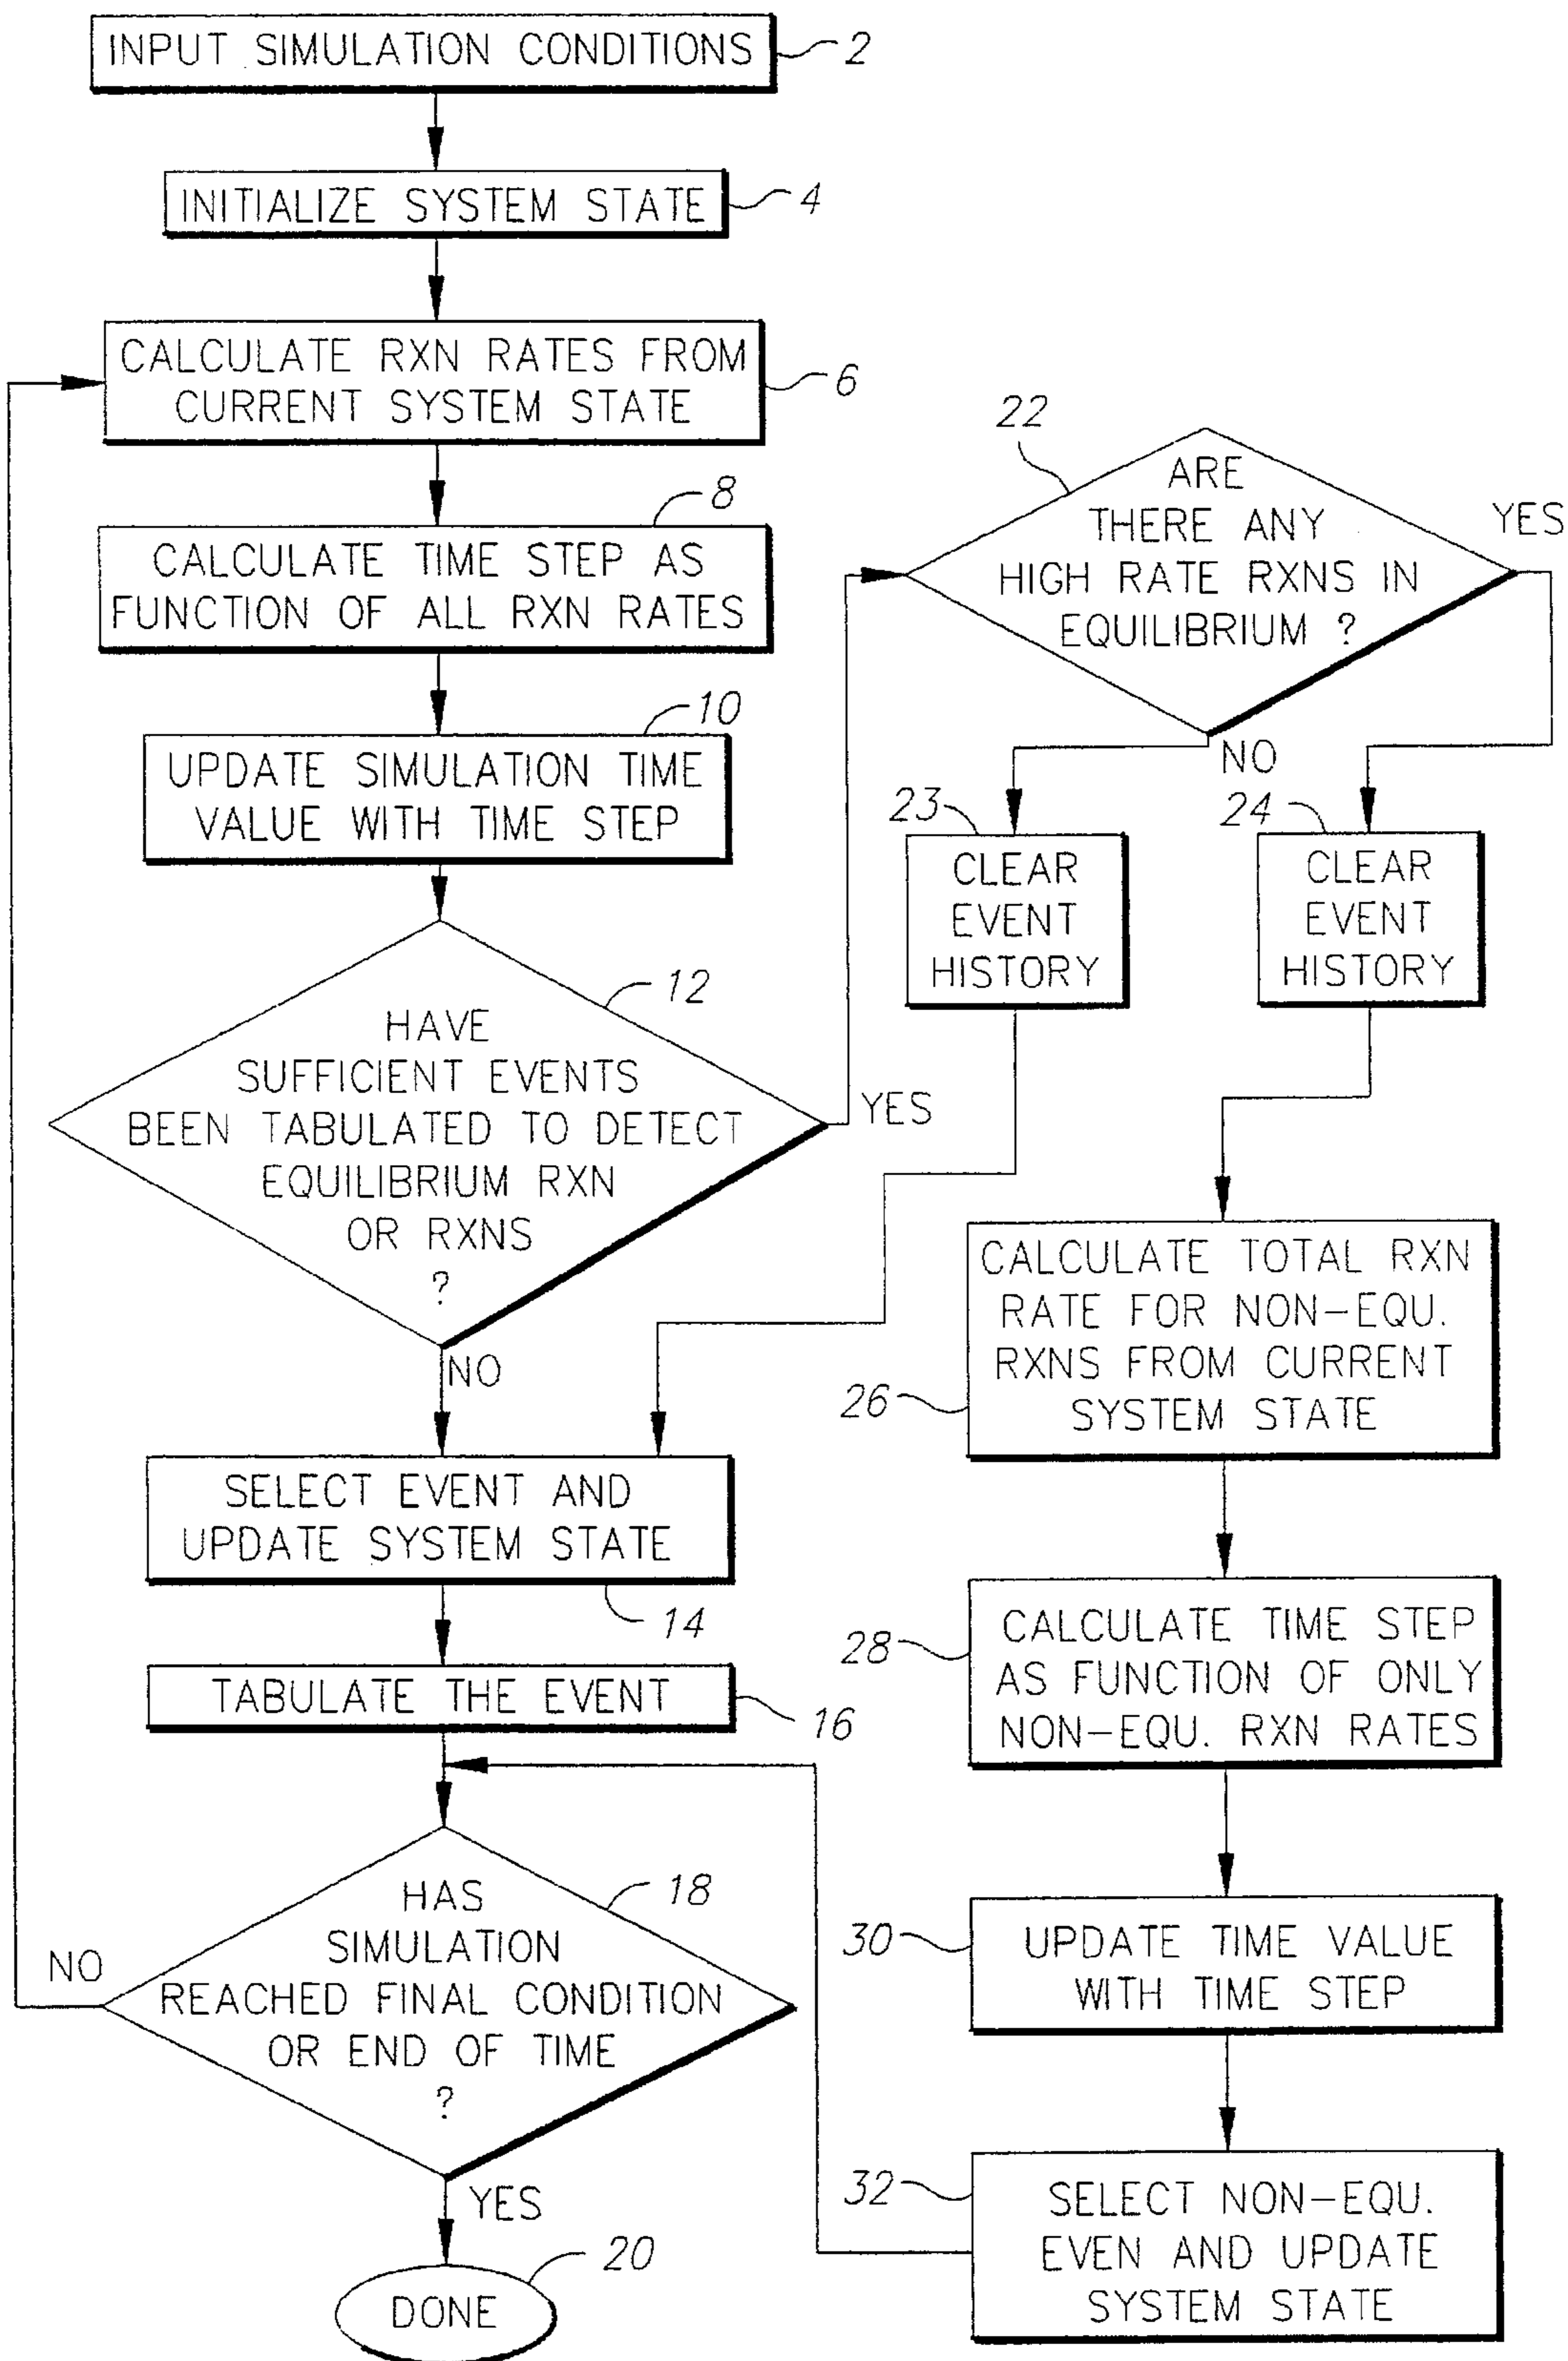 INPUT SIMULATION CONDITIONS
2
INITIALIZE SYSTEM STATE
4
CALCULATE RXN RATES FROM
CURRENT SYSTEM STATE
6
8
CALCULATE TIME STEP AS
FUNCTION OF ALL RXN RATES
10
UPDATE SIMULATION TIME
VALUE WITH TIME STEP
12
HAVE
SUFFICIENT EVENTS
BEEN TABULATED TO DETECT
EQUILIBRIUM RXN
OR RXNS
?
YES
NO
SELECT EVENT AND
UPDATE SYSTEM STATE
14
TABULATE THE EVENT
16
18
HAS
SIMULATION
REACHED FINAL CONDITION
OR END OF TIME
?
NO
YES
20
DONE
22
ARE
THERE ANY
HIGH RATE RXNS IN
EQUILIBRIUM ?
YES
NO
23
CLEAR
EVENT
HISTORY
24
CLEAR
EVENT
HISTORY
CALCULATE TOTAL RXN
RATE FOR NON-EQU.
RXNS FROM CURRENT
SYSTEM STATE
26
28
CALCULATE TIME STEP
AS FUNCTION OF ONLY
NON-EQU. RXN RATES
30
UPDATE TIME VALUE
WITH TIME STEP
32
SELECT NON-EQU.
EVEN AND UPDATE
SYSTEM STATE